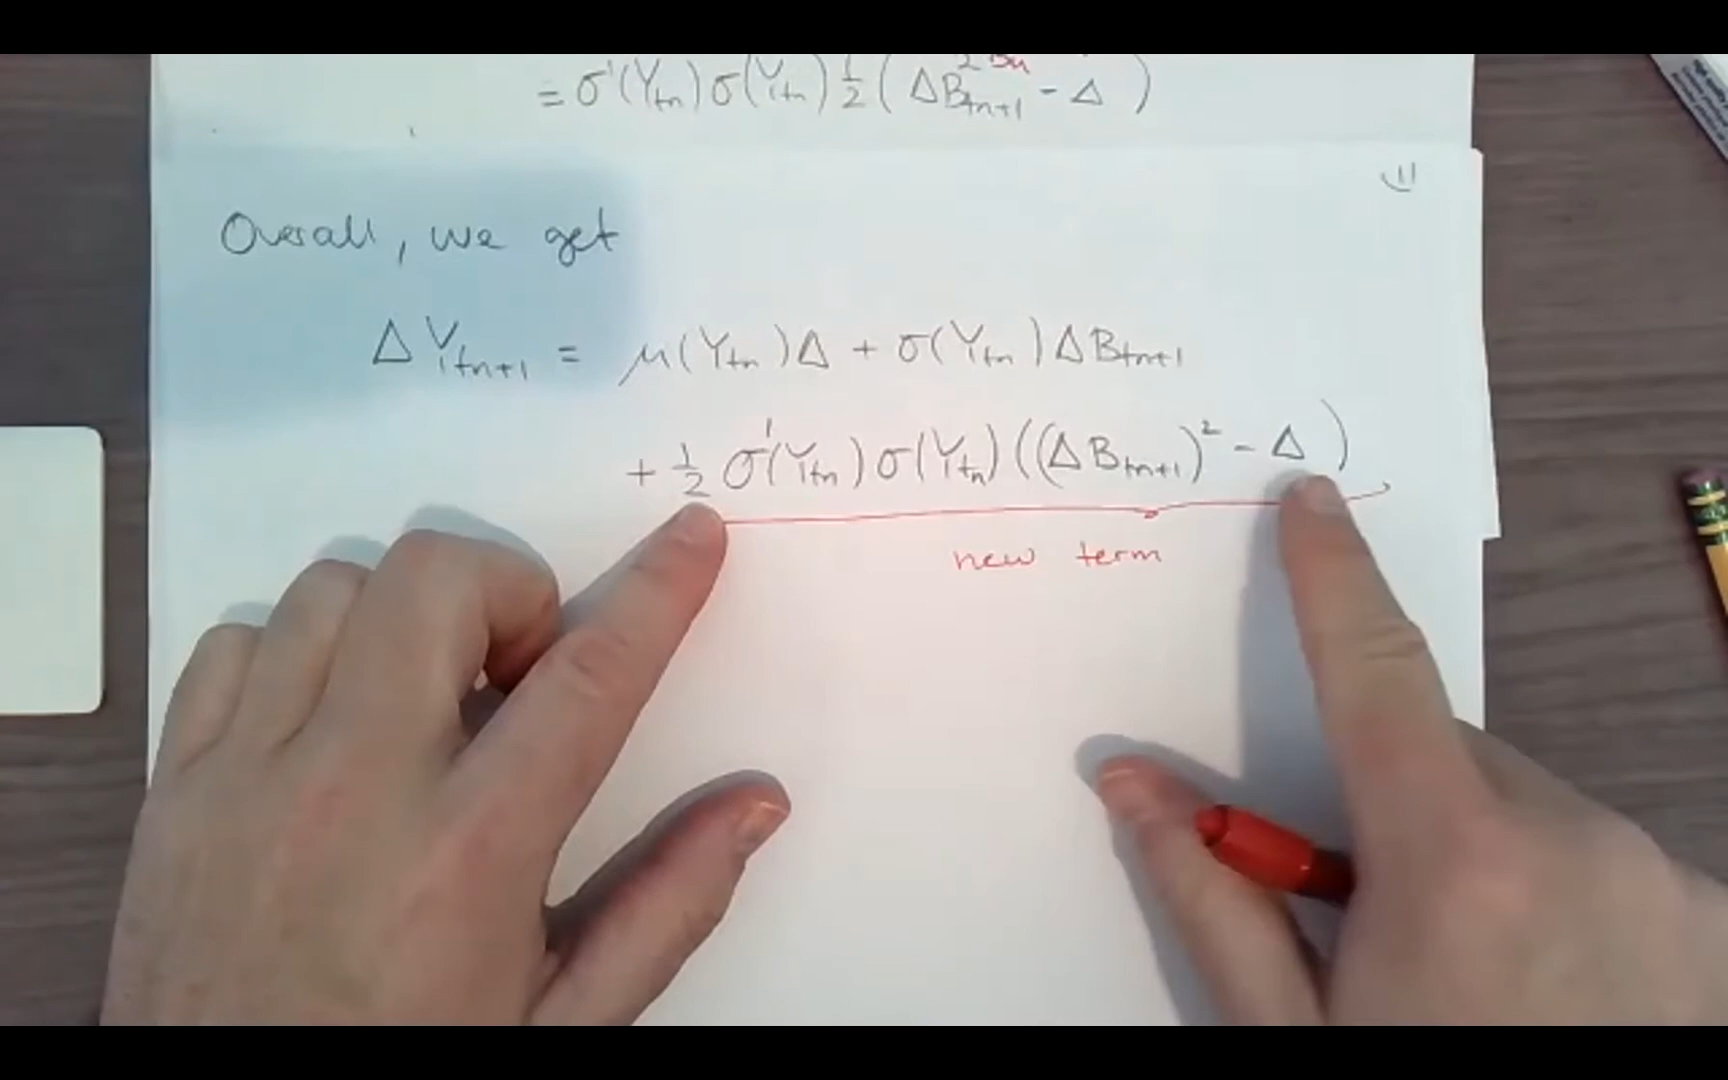 = σ'(Y_{tn}) σ(Y_{tn}) 1/2 ( ΔB²_{tn+1} - Δ )
11
Overall, we get
ΔY_{tn+1} = μ(Y_{tn})Δ + σ(Y_{tn})ΔB_{tn+1}
+ 1/2 σ'(Y_{tn}) σ(Y_{tn}) ((ΔB_{tn+1})² - Δ)
new term